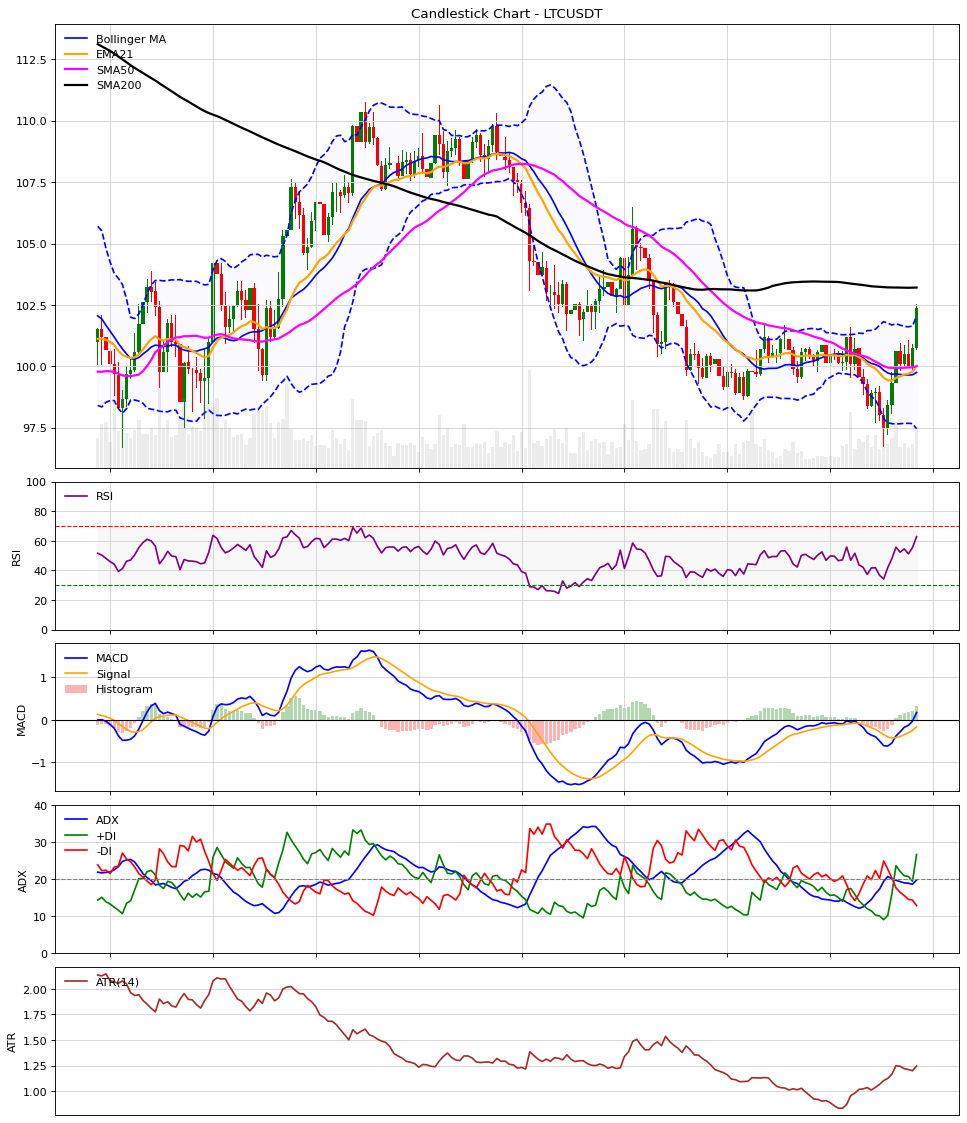 Candlestick Chart - LTCUSDT
Bollinger MA
EMA21
SMA50
SMA200
112.5
110.0
107.5
105.0
102.5
100.0
97.5
RSI
RSI
100
80
60
40
20
0
MACD
Signal
Histogram
MACD
1
0
−1
ADX
+DI
-DI
ADX
40
30
20
10
0
ATR(14)
ATR
2.00
1.75
1.50
1.25
1.00